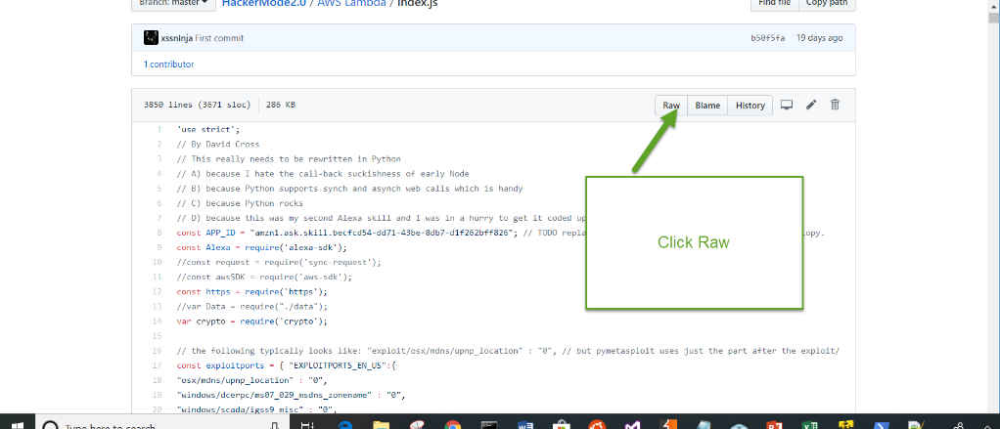 Branch: master
HackerMode2.0 / AWS Lambda / index.js
Find file
Copy path
xssninja First commit
b50f5fa 19 days ago
1 contributor
3850 lines (3671 sloc) 286 KB
Raw
Blame
History
1 'use strict';
2 // By David Cross
3 // This really needs to be rewritten in Python
4 // A) because I hate the call-back suckishness of early Node
5 // B) because Python supports synch and asynch web calls which is handy
6 // C) because Python rocks
7 // D) because this was my second Alexa skill and I was in a hurry to get it coded up
8 const APP_ID = "amzn1.ask.skill.becfcd54-dd71-43be-8db7-d1f262bff826"; // TODO repla opy.
9 const Alexa = require('alexa-sdk');
10 //const request = require('sync-request');
11 //const awsSDK = require('aws-sdk');
12 const https = require('https');
13 //var Data = require("./data");
14 var crypto = require('crypto');
15
16 // the following typically looks like: "exploit/osx/mdns/upnp_location" : "0", // but pymetasploit uses just the part after the exploit/
17 const exploitports = { "EXPLOITPORTS_EN_US":{
18 "osx/mdns/upnp_location" : "0",
19 "windows/dcerpc/ms07_029_msdns_zonename" : "0",
20 "windows/scada/igss9_misc" : "0",
Click Raw
Type here to search